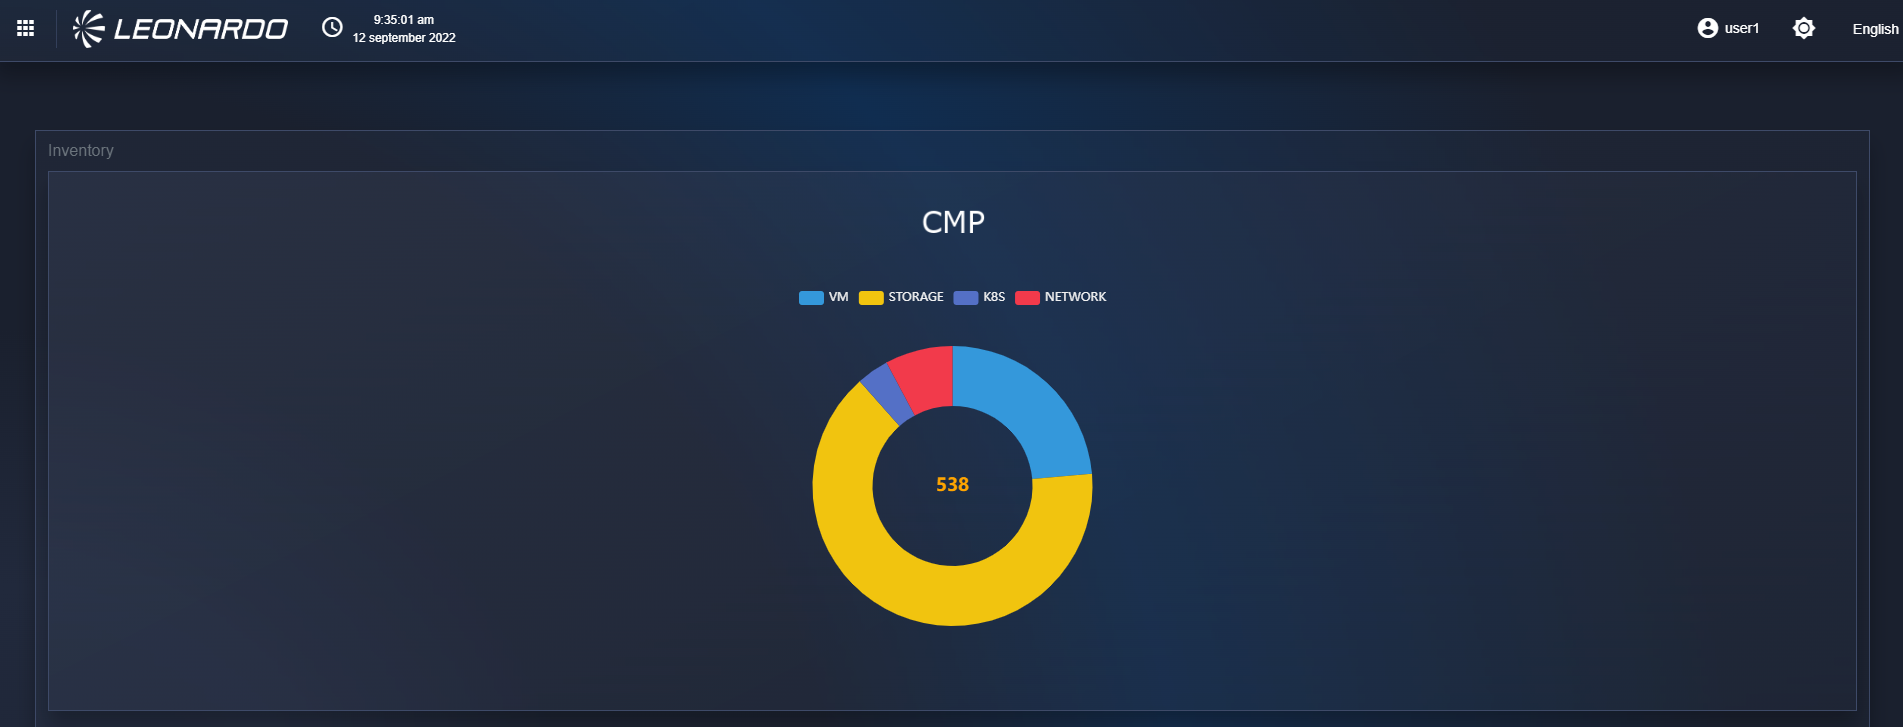 LEONARDO
9:35:01 am
12 september 2022
user1
English
Inventory
CMP
VM STORAGE K8S NETWORK
538